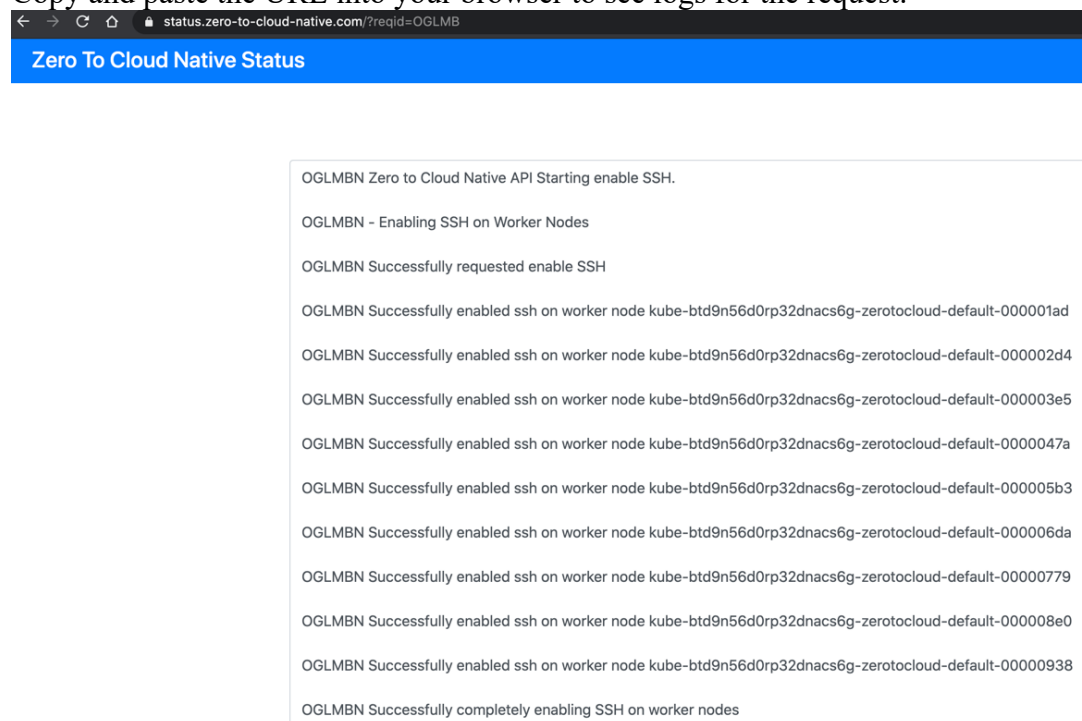 Copy and paste the URL into your browser to see logs for the request.
status.zero-to-cloud-native.com/?reqid=OGLMB
Zero To Cloud Native Status
OGLMBN Zero to Cloud Native API Starting enable SSH.
OGLMBN - Enabling SSH on Worker Nodes
OGLMBN Successfully requested enable SSH
OGLMBN Successfully enabled ssh on worker node kube-btd9n56d0rp32dnacs6g-zerotocloud-default-000001ad
OGLMBN Successfully enabled ssh on worker node kube-btd9n56d0rp32dnacs6g-zerotocloud-default-000002d4
OGLMBN Successfully enabled ssh on worker node kube-btd9n56d0rp32dnacs6g-zerotocloud-default-000003e5
OGLMBN Successfully enabled ssh on worker node kube-btd9n56d0rp32dnacs6g-zerotocloud-default-0000047a
OGLMBN Successfully enabled ssh on worker node kube-btd9n56d0rp32dnacs6g-zerotocloud-default-000005b3
OGLMBN Successfully enabled ssh on worker node kube-btd9n56d0rp32dnacs6g-zerotocloud-default-000006da
OGLMBN Successfully enabled ssh on worker node kube-btd9n56d0rp32dnacs6g-zerotocloud-default-00000779
OGLMBN Successfully enabled ssh on worker node kube-btd9n56d0rp32dnacs6g-zerotocloud-default-000008e0
OGLMBN Successfully enabled ssh on worker node kube-btd9n56d0rp32dnacs6g-zerotocloud-default-00000938
OGLMBN Successfully completely enabling SSH on worker nodes